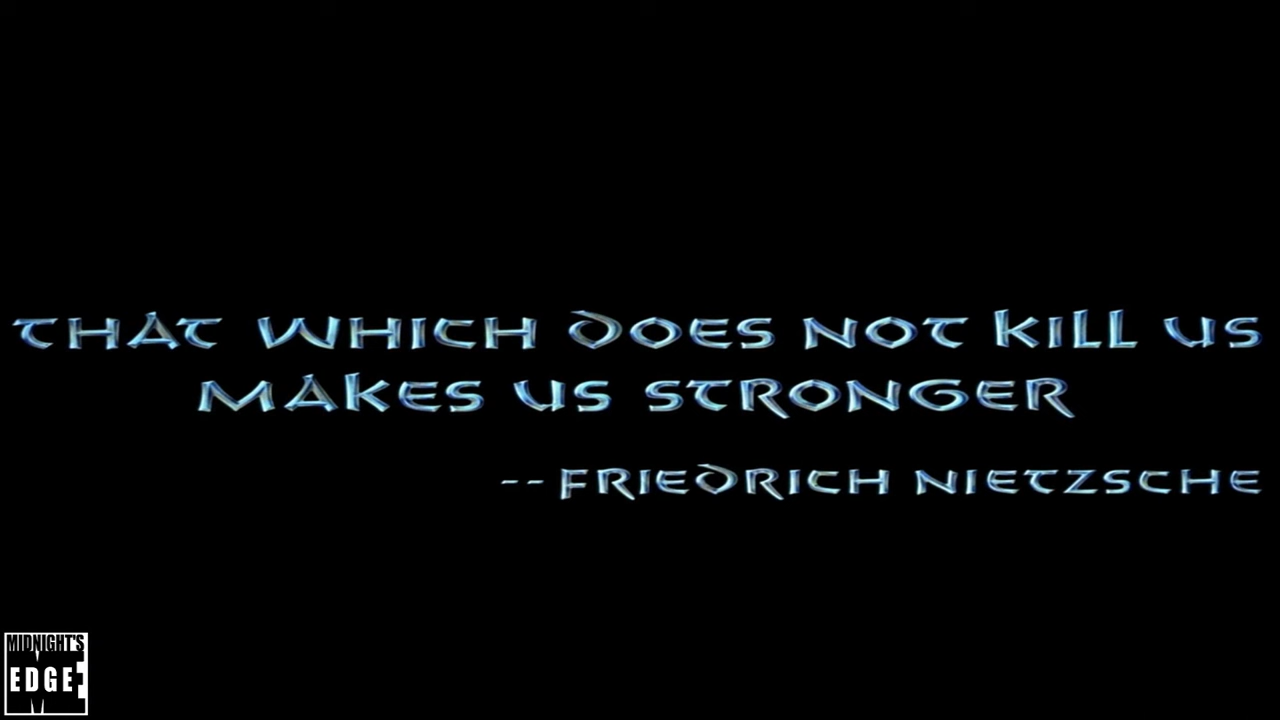 THAT WHICH DOES NOT KILL US
MAKES US STRONGER
--FRIEDRICH NIETZSCHE
MIDNIGHT'S
EDGE